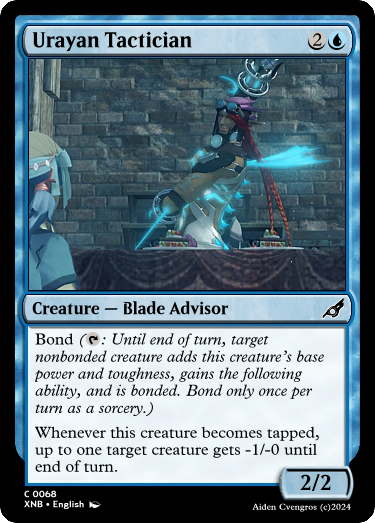 Urayan Tactician 2
Creature — Blade Advisor
Bond (: Until end of turn, target
nonbonded creature adds this creature's base
power and toughness, gains the following
ability, and is bonded. Bond only once per
turn as a sorcery.)
Whenever this creature becomes tapped,
up to one target creature gets -1/-0 until
end of turn.
2/2
C 0068
XNB • English
Aiden Cvengros (c)2024